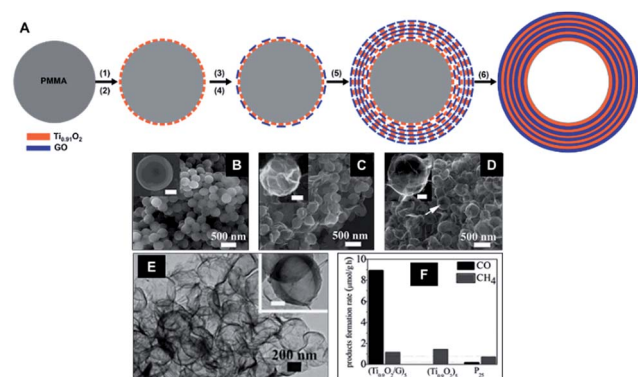 A
PMMA
(1)
(2)
(3)
(4)
(5)
(6)
Ti0.91O2
GO
B
500 nm
C
500 nm
D
500 nm
E
200 nm
F
products formation rate (μmol/g h)
10
8
6
4
2
0
CO
CH4
(Ti0.91O2/G)5
(Ti0.91O2)5
P25